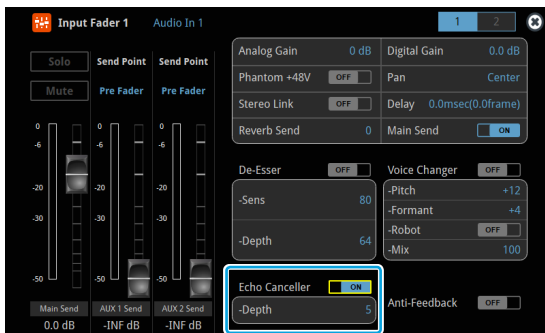 Input Fader 1 Audio In 1 1 2
Solo Send Point Send Point
Mute Pre Fader Pre Fader
0 0 0
-6 -6 -6
-20 -20 -20
-30 -30 -30
-50 -50 -50
Main Send AUX 1 Send AUX 2 Send
0.0 dB -INF dB -INF dB
Analog Gain 0 dB
Phantom +48V OFF
Stereo Link OFF
Reverb Send 0
Digital Gain 0.0 dB
Pan Center
Delay 0.0msec(0.0frame)
Main Send ON
De-Esser OFF
-Sens 80
-Depth 64
Voice Changer OFF
-Pitch +12
-Formant +4
-Robot OFF
-Mix 100
Echo Canceller ON
-Depth 5
Anti-Feedback OFF